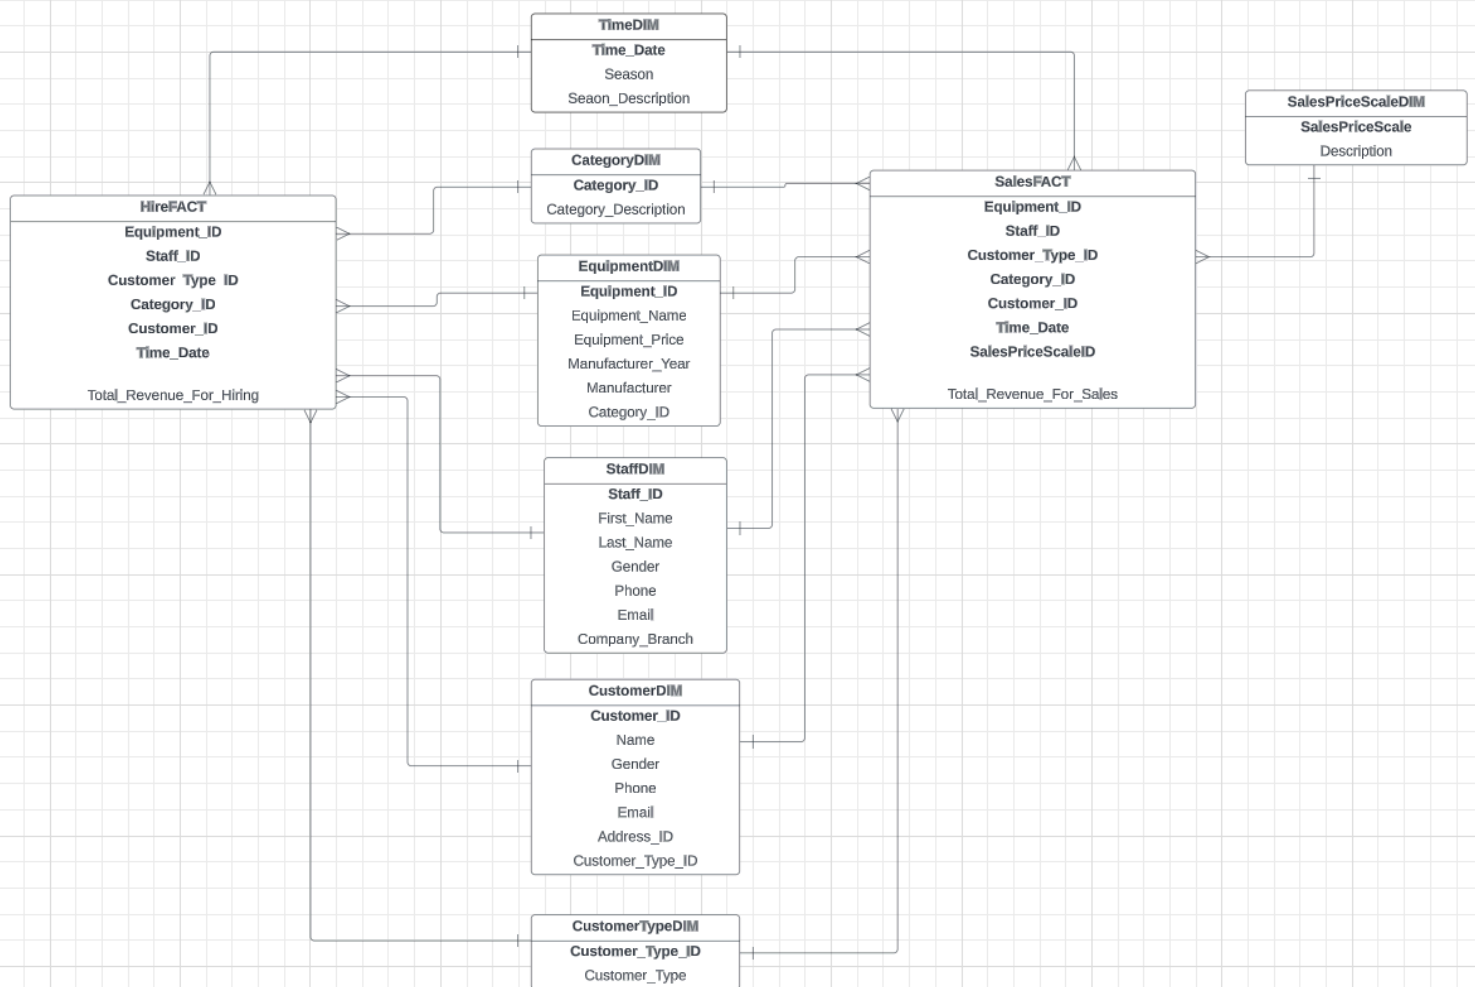 TimeDIM
Time_Date
Season
Seaon_Description
SalesPriceScaleDIM
SalesPriceScale
Description
CategoryDIM
Category_ID
Category_Description
HireFACT
Equipment_ID
Staff_ID
Customer_Type_ID
Category_ID
Customer_ID
Time_Date
Total_Revenue_For_Hiring
SalesFACT
Equipment_ID
Staff_ID
Customer_Type_ID
Category_ID
Customer_ID
Time_Date
SalesPriceScaleID
Total_Revenue_For_Sales
EquipmentDIM
Equipment_ID
Equipment_Name
Equipment_Price
Manufacturer_Year
Manufacturer
Category_ID
StaffDIM
Staff_ID
First_Name
Last_Name
Gender
Phone
Email
Company_Branch
CustomerDIM
Customer_ID
Name
Gender
Phone
Email
Address_ID
Customer_Type_ID
CustomerTypeDIM
Customer_Type_ID
Customer_Type